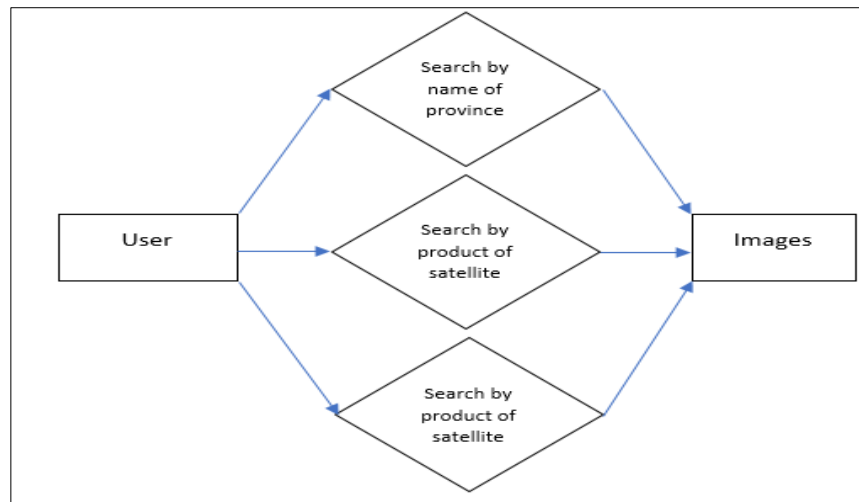 Search by
name of
province
User
Search by
product of
satellite
Images
Search by
product of
satellite